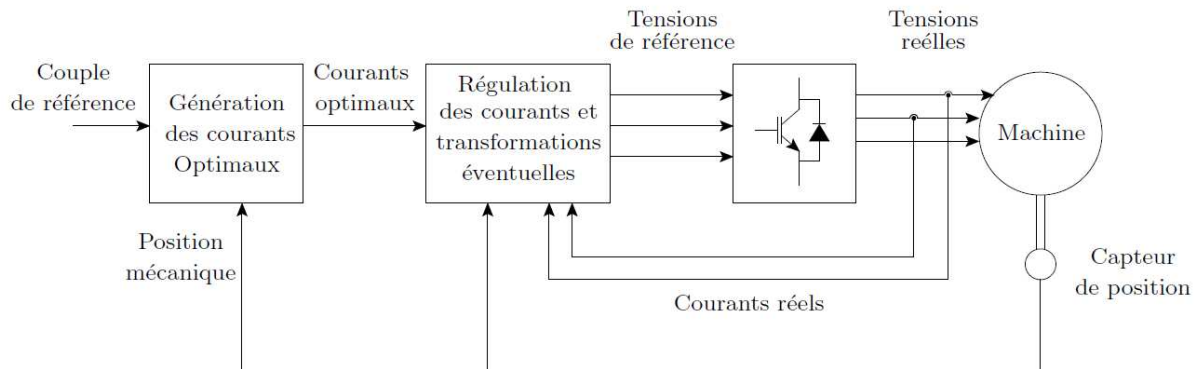 Tensions
de référence
Tensions
reélles
Couple
de référence
Génération
des courants
Optimaux
Courants
optimaux
Régulation
des courants et
transformations
éventuelles
Machine
Position
mécanique
Courants réels
Capteur
de position